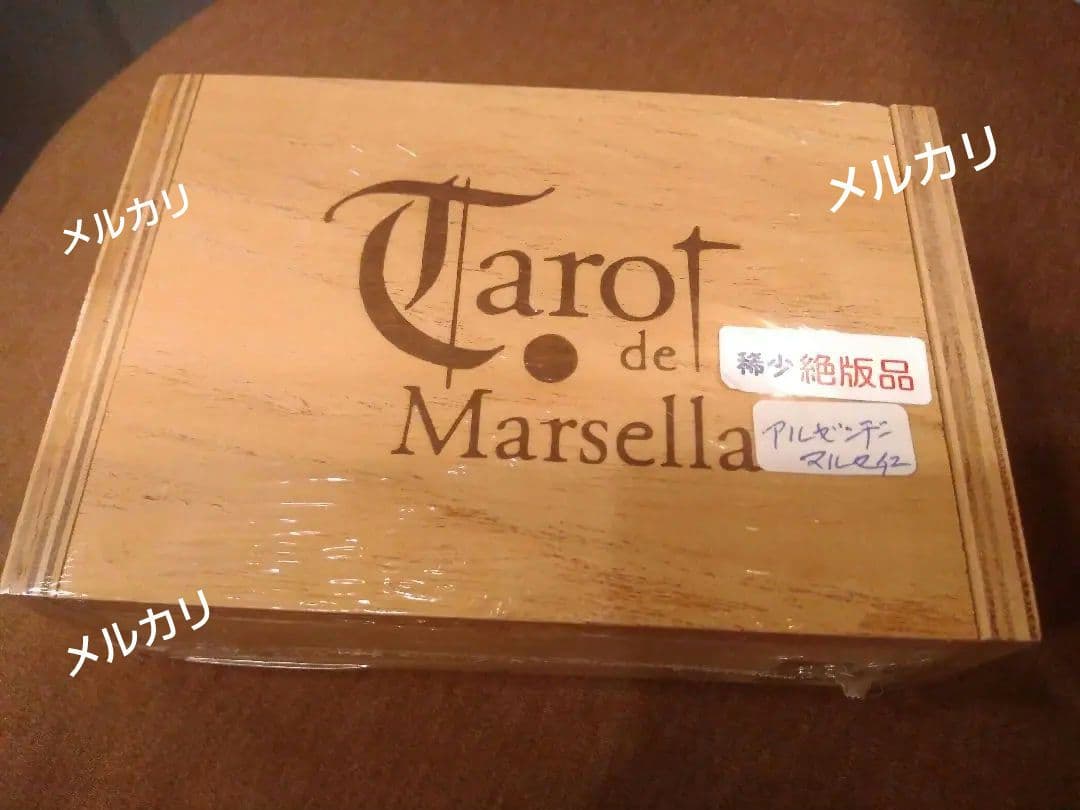 メルカリ
メルカリ
Tarot
de
Marsella
稀少 絶版品
アルゼンチン
マルセイユ
メルカリ